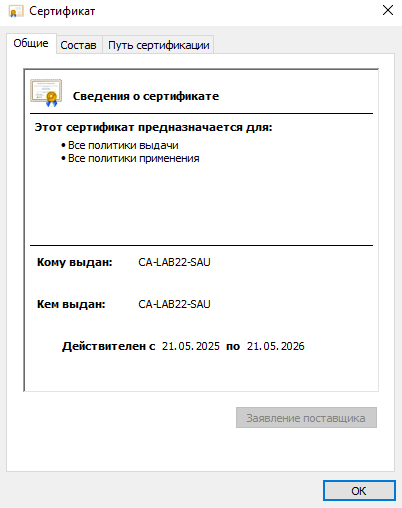 Сертификат
Общие Состав Путь сертификации
Сведения о сертификате
Этот сертификат предназначается для:
• Все политики выдачи
• Все политики применения
Кому выдан: CA-LAB22-SAU
Кем выдан: CA-LAB22-SAU
Действителен с 21.05.2025 по 21.05.2026
Заявление поставщика
ОК